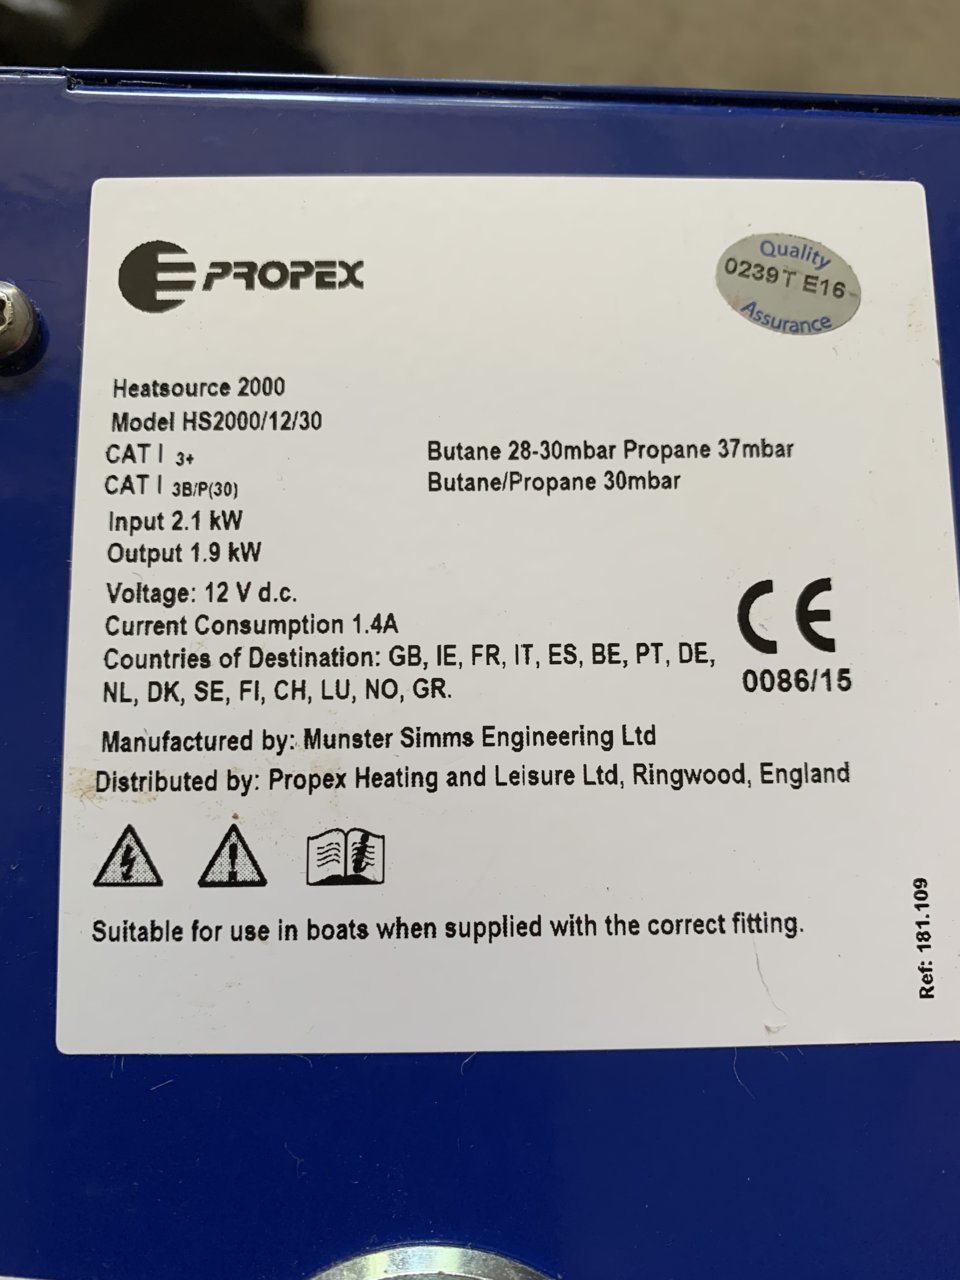 PROPEX
Quality
0239T E16
Assurance
Heatsource 2000
Model HS2000/12/30
CAT I 3+ Butane 28-30mbar Propane 37mbar
CAT I 3B/P(30) Butane/Propane 30mbar
Input 2.1 kW
Output 1.9 kW
Voltage: 12 V d.c.
Current Consumption 1.4A
Countries of Destination: GB, IE, FR, IT, ES, BE, PT, DE,
NL, DK, SE, FI, CH, LU, NO, GR.
CE
0086/15
Manufactured by: Munster Simms Engineering Ltd
Distributed by: Propex Heating and Leisure Ltd, Ringwood, England
Suitable for use in boats when supplied with the correct fitting.
Ref: 181.109